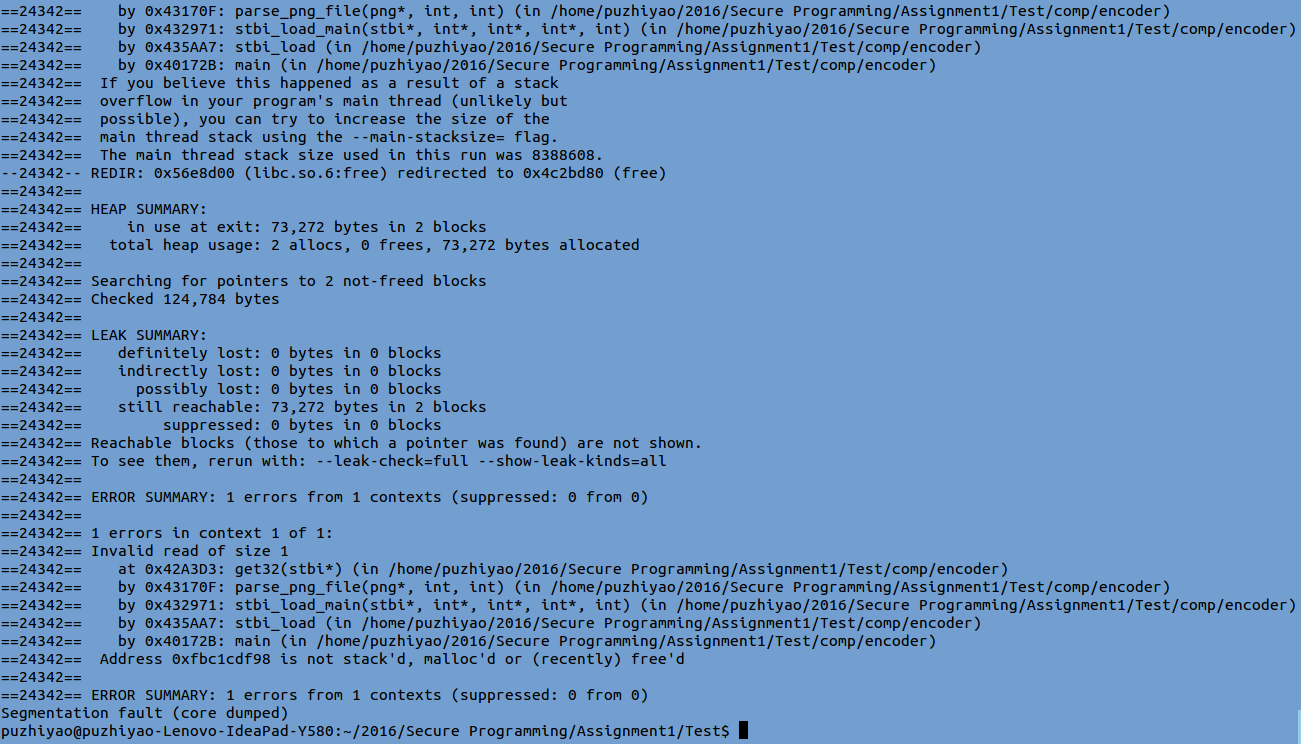 ==24342==    by 0x43170F: parse_png_file(png*, int, int) (in /home/puzhiyao/2016/Secure Programming/Assignment1/Test/comp/encoder)
==24342==    by 0x432971: stbi_load_main(stbi*, int*, int*, int*, int) (in /home/puzhiyao/2016/Secure Programming/Assignment1/Test/comp/encoder)
==24342==    by 0x435AA7: stbi_load (in /home/puzhiyao/2016/Secure Programming/Assignment1/Test/comp/encoder)
==24342==    by 0x40172B: main (in /home/puzhiyao/2016/Secure Programming/Assignment1/Test/comp/encoder)
==24342==  If you believe this happened as a result of a stack
==24342==  overflow in your program's main thread (unlikely but
==24342==  possible), you can try to increase the size of the
==24342==  main thread stack using the --main-stacksize= flag.
==24342==  The main thread stack size used in this run was 8388608.
--24342-- REDIR: 0x56e8d00 (libc.so.6:free) redirected to 0x4c2bd80 (free)
==24342==
==24342== HEAP SUMMARY:
==24342==     in use at exit: 73,272 bytes in 2 blocks
==24342==   total heap usage: 2 allocs, 0 frees, 73,272 bytes allocated
==24342==
==24342== Searching for pointers to 2 not-freed blocks
==24342== Checked 124,784 bytes
==24342==
==24342== LEAK SUMMARY:
==24342==    definitely lost: 0 bytes in 0 blocks
==24342==    indirectly lost: 0 bytes in 0 blocks
==24342==      possibly lost: 0 bytes in 0 blocks
==24342==    still reachable: 73,272 bytes in 2 blocks
==24342==         suppressed: 0 bytes in 0 blocks
==24342== Reachable blocks (those to which a pointer was found) are not shown.
==24342== To see them, rerun with: --leak-check=full --show-leak-kinds=all
==24342==
==24342== ERROR SUMMARY: 1 errors from 1 contexts (suppressed: 0 from 0)
==24342==
==24342== 1 errors in context 1 of 1:
==24342== Invalid read of size 1
==24342==    at 0x42A3D3: get32(stbi*) (in /home/puzhiyao/2016/Secure Programming/Assignment1/Test/comp/encoder)
==24342==    by 0x43170F: parse_png_file(png*, int, int) (in /home/puzhiyao/2016/Secure Programming/Assignment1/Test/comp/encoder)
==24342==    by 0x432971: stbi_load_main(stbi*, int*, int*, int*, int) (in /home/puzhiyao/2016/Secure Programming/Assignment1/Test/comp/encoder)
==24342==    by 0x435AA7: stbi_load (in /home/puzhiyao/2016/Secure Programming/Assignment1/Test/comp/encoder)
==24342==    by 0x40172B: main (in /home/puzhiyao/2016/Secure Programming/Assignment1/Test/comp/encoder)
==24342==  Address 0xfbc1cdf98 is not stack'd, malloc'd or (recently) free'd
==24342==
==24342== ERROR SUMMARY: 1 errors from 1 contexts (suppressed: 0 from 0)
Segmentation fault (core dumped)
puzhiyao@puzhiyao-Lenovo-IdeaPad-Y580:~/2016/Secure Programming/Assignment1/Test$